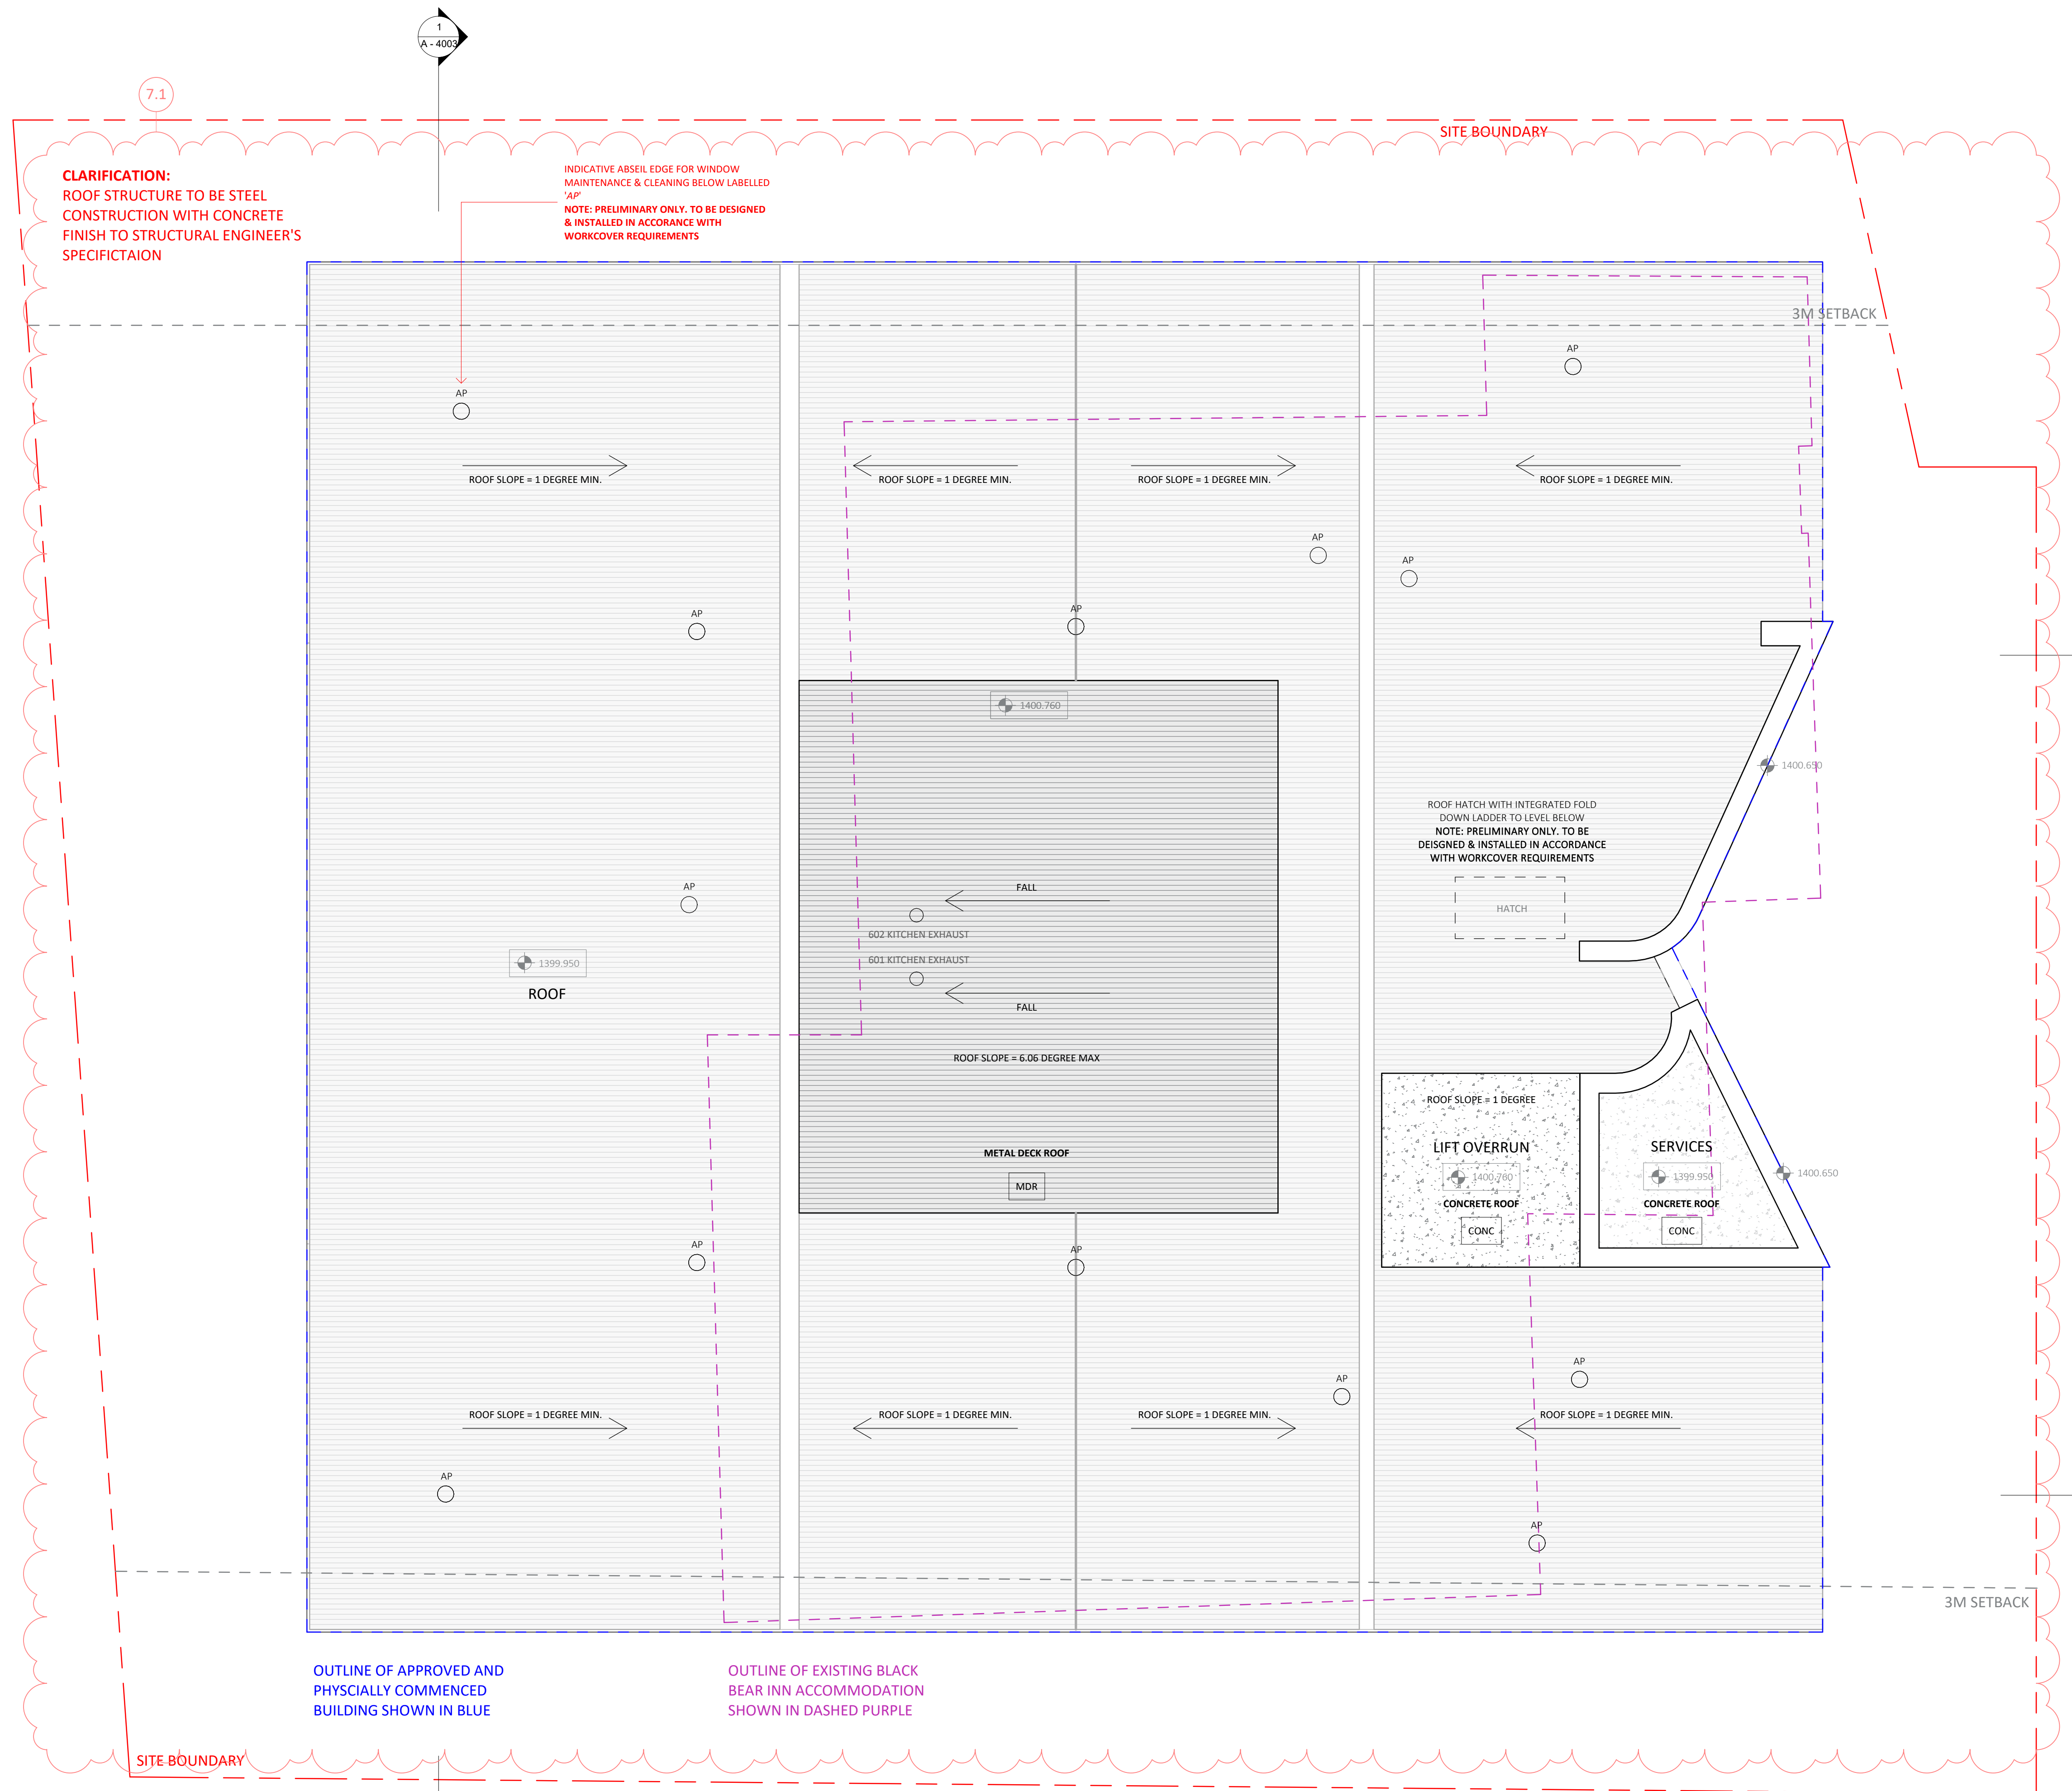 1
A - 4003
7.1
SITE BOUNDARY
CLARIFICATION:
ROOF STRUCTURE TO BE STEEL
CONSTRUCTION WITH CONCRETE
FINISH TO STRUCTURAL ENGINEER'S
SPECIFICTAION
INDICATIVE ABSEIL EDGE FOR WINDOW
MAINTENANCE & CLEANING BELOW LABELLED
'AP'
NOTE: PRELIMINARY ONLY. TO BE DESIGNED
& INSTALLED IN ACCORANCE WITH
WORKCOVER REQUIREMENTS
3M SETBACK
AP
AP
ROOF SLOPE = 1 DEGREE MIN.
ROOF SLOPE = 1 DEGREE MIN.
ROOF SLOPE = 1 DEGREE MIN.
ROOF SLOPE = 1 DEGREE MIN.
AP
AP
AP
AP
1400.760
1400.650
ROOF HATCH WITH INTEGRATED FOLD
DOWN LADDER TO LEVEL BELOW
NOTE: PRELIMINARY ONLY. TO BE
DEISGNED & INSTALLED IN ACCORDANCE
WITH WORKCOVER REQUIREMENTS
HATCH
AP
FALL
602 KITCHEN EXHAUST
601 KITCHEN EXHAUST
FALL
1399.950
ROOF
ROOF SLOPE = 6.06 DEGREE MAX
METAL DECK ROOF
MDR
ROOF SLOPE = 1 DEGREE
LIFT OVERRUN
1400.760
CONCRETE ROOF
CONC
SERVICES
1399.950
CONCRETE ROOF
CONC
1400.650
AP
AP
AP
AP
ROOF SLOPE = 1 DEGREE MIN.
ROOF SLOPE = 1 DEGREE MIN.
ROOF SLOPE = 1 DEGREE MIN.
ROOF SLOPE = 1 DEGREE MIN.
AP
AP
3M SETBACK
OUTLINE OF APPROVED AND
PHYSCIALLY COMMENCED
BUILDING SHOWN IN BLUE
OUTLINE OF EXISTING BLACK
BEAR INN ACCOMMODATION
SHOWN IN DASHED PURPLE
SITE BOUNDARY